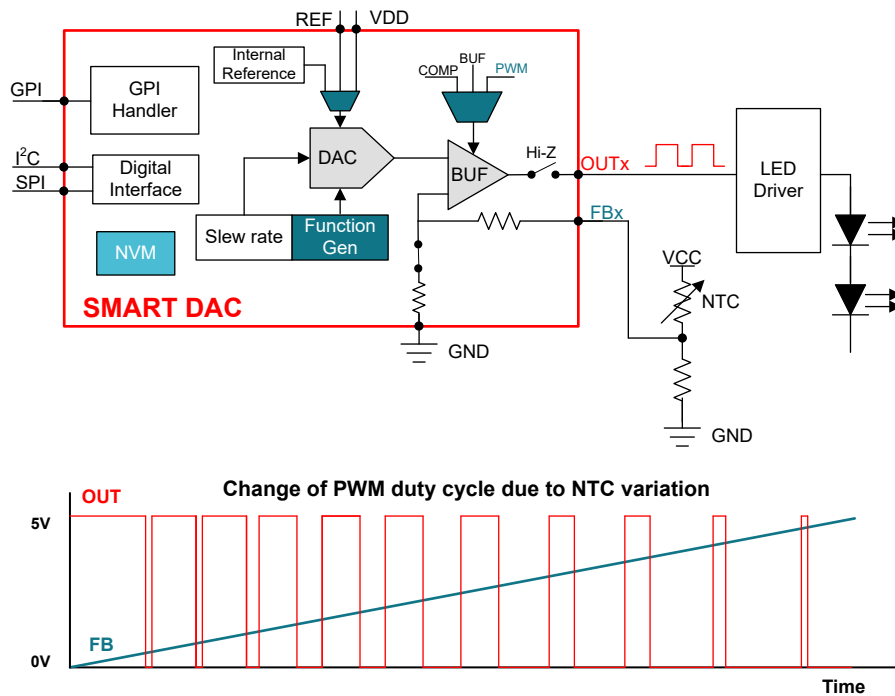 REF
VDD
Internal
Reference
COMP
BUF
PWM
GPI
GPI
Handler
I²C
SPI
Digital
Interface
DAC
BUF
Hi-Z
OUTx
FBx
LED
Driver
Slew rate
Function
Gen
NVM
SMART DAC
GND
VCC
NTC
GND
Change of PWM duty cycle due to NTC variation
OUT
5V
FB
0V
Time